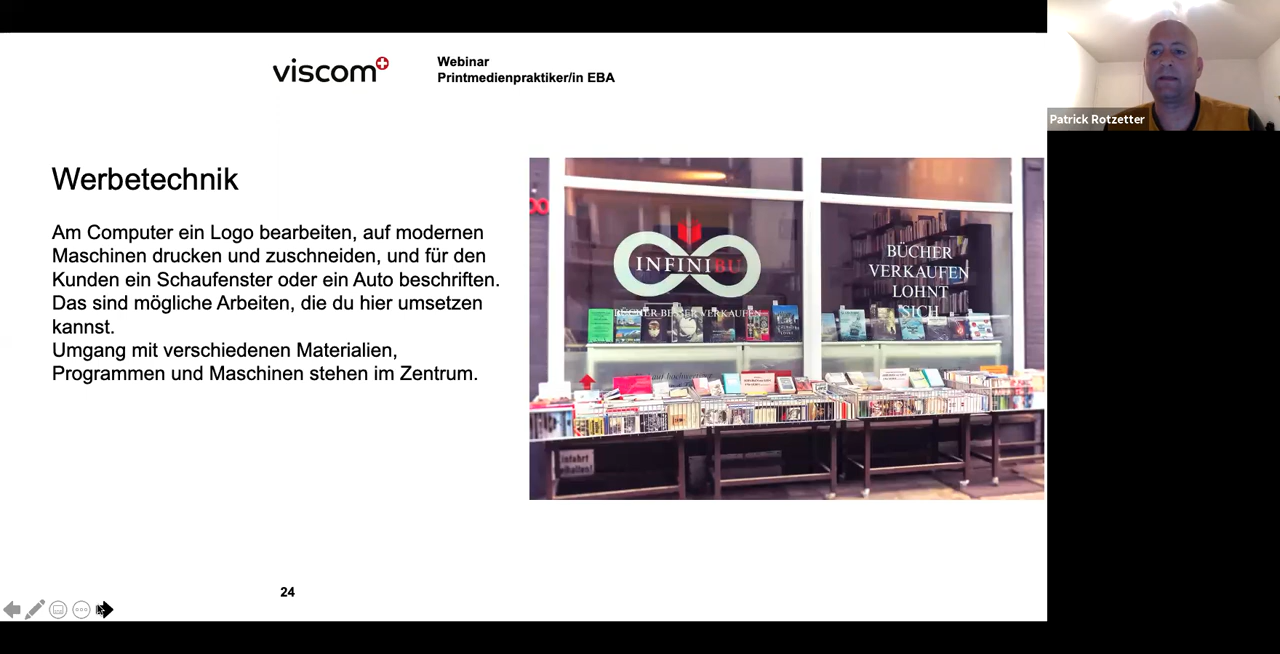 viscom
Webinar
Printmedienpraktiker/in EBA
Patrick Rotzetter
Werbetechnik
Am Computer ein Logo bearbeiten, auf modernen
Maschinen drucken und zuschneiden, und für den
Kunden ein Schaufenster oder ein Auto beschriften.
Das sind mögliche Arbeiten, die du hier umsetzen
kannst.
Umgang mit verschiedenen Materialien,
Programmen und Maschinen stehen im Zentrum.
INFINIBU
BÜCHER BESSER VERKAUFEN
BÜCHER
VERKAUFEN
LOHNT
SICH
Einfahrt
24